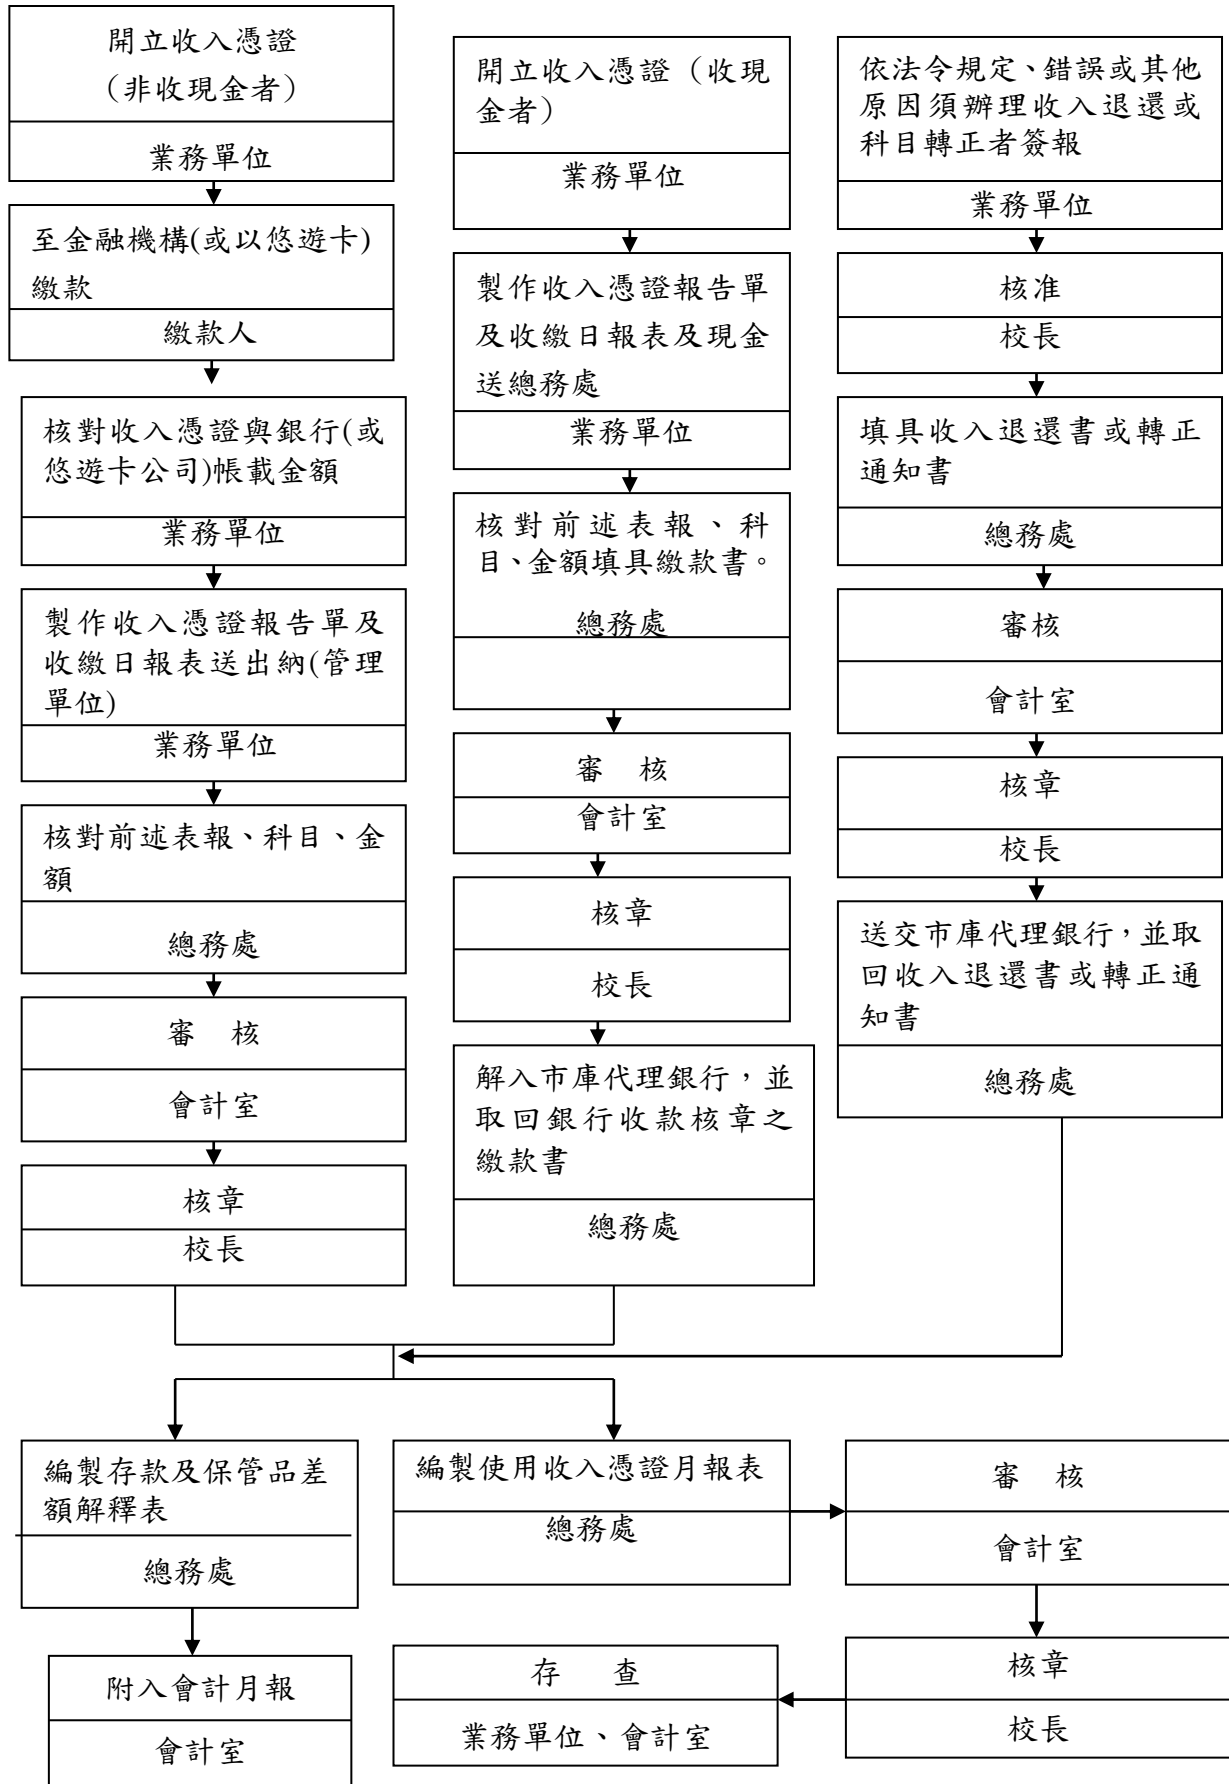 開立收入憑證
（非收現金者）
業務單位
至金融機構(或以悠遊卡)
繳款
繳款人
核對收入憑證與銀行(或
悠遊卡公司)帳載金額
業務單位
製作收入憑證報告單及
收繳日報表送出納(管理
單位)
業務單位
核對前述表報、科目、金
額
總務處
審　核
會計室
核章
校長
開立收入憑證（收現
金者）
業務單位
製作收入憑證報告單
及收繳日報表及現金
送總務處
業務單位
核對前述表報、科
目、金額填具繳款書。
總務處
審　核
會計室
核章
校長
解入市庫代理銀行，並
取回銀行收款核章之
繳款書
總務處
依法令規定、錯誤或其他
原因須辦理收入退還或
科目轉正者簽報
業務單位
核准
校長
填具收入退還書或轉正
通知書
總務處
審核
會計室
核章
校長
送交市庫代理銀行，並取
回收入退還書或轉正通
知書
總務處
編製存款及保管品差
額解釋表
總務處
附入會計月報
會計室
編製使用收入憑證月報表
總務處
審　核
會計室
核章
校長
存　查
業務單位、會計室